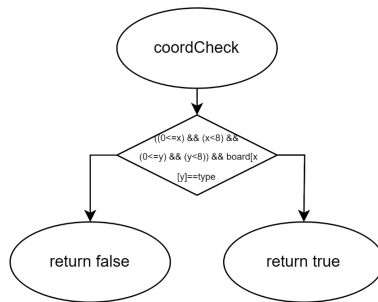 coordCheck
((0<=x) && (x<8) &&
(0<=y) && (y<8)) && board[x
[y]==type
return false
return true